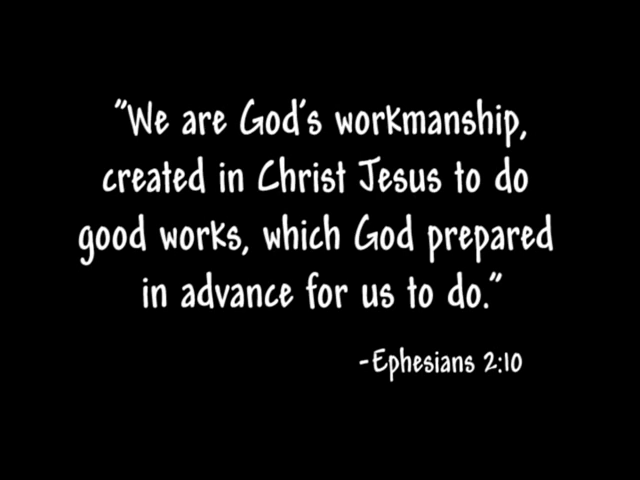 "We are God's workmanship,
created in Christ Jesus to do
good works, which God prepared
in advance for us to do."
-Ephesians 2:10